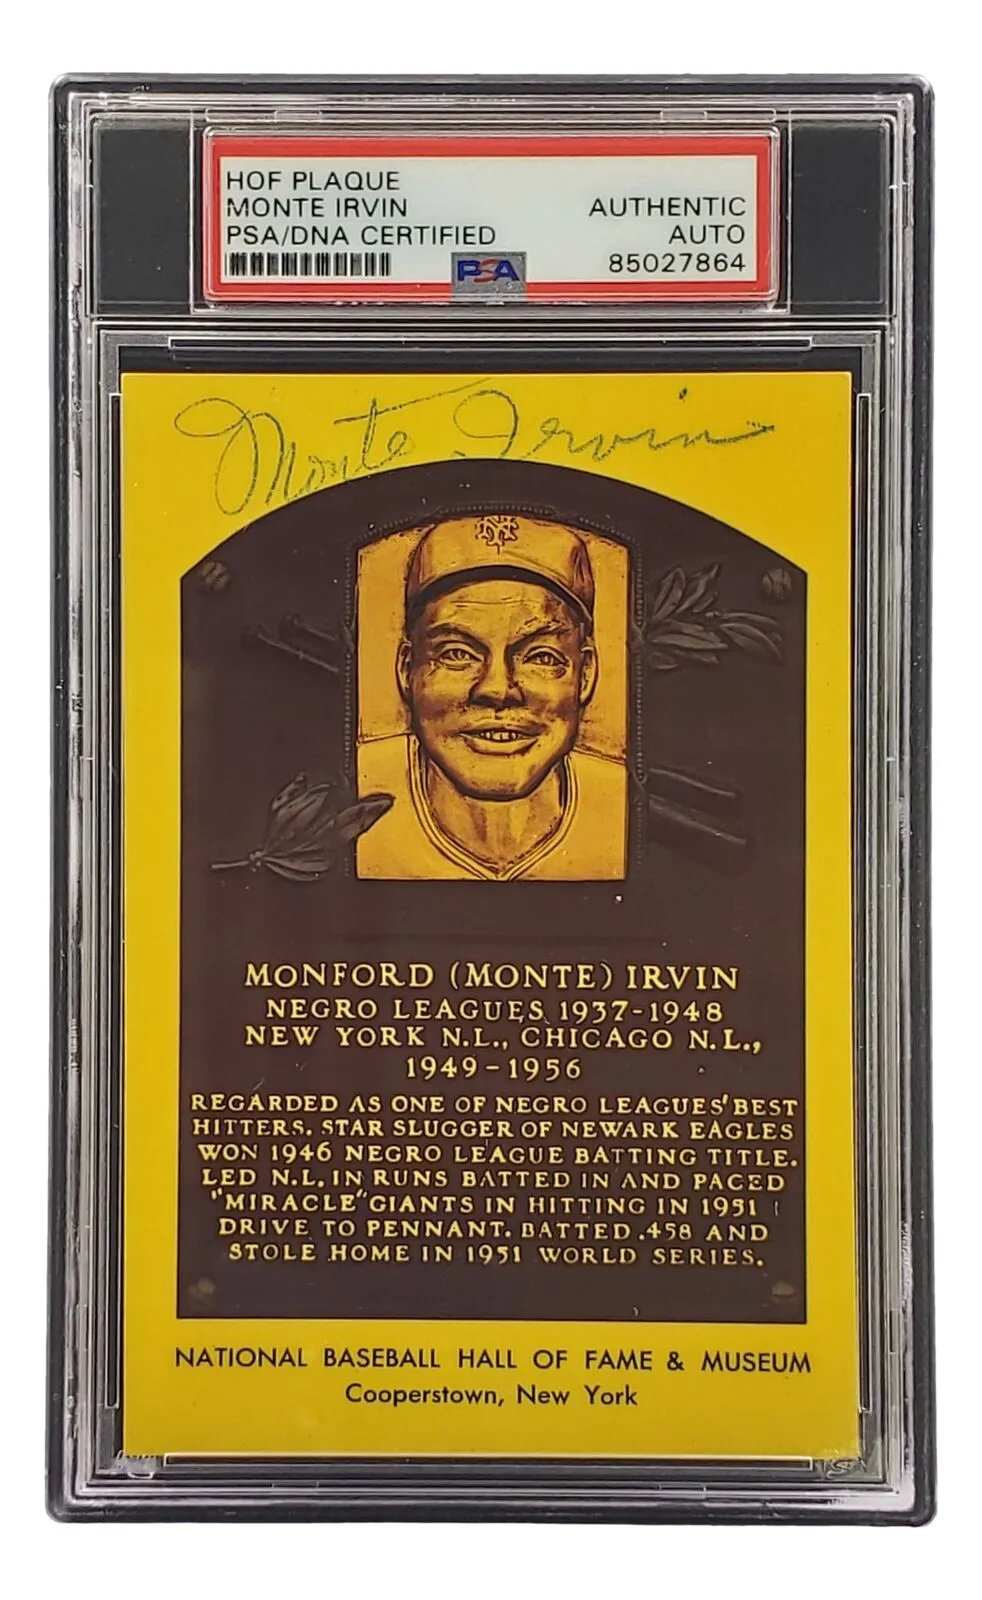 HOF PLAQUE
MONTE IRVIN
PSA/DNA CERTIFIED
AUTHENTIC
AUTO
85027864
PSA
Monte Irvin
NY
MONFORD (MONTE) IRVIN
NEGRO LEAGUES 1937-1948
NEW YORK N.L., CHICAGO N.L.,
1949-1956
REGARDED AS ONE OF NEGRO LEAGUES' BEST
HITTERS. STAR SLUGGER OF NEWARK EAGLES
WON 1946 NEGRO LEAGUE BATTING TITLE.
LED N.L. IN RUNS BATTED IN AND PACED
"MIRACLE" GIANTS IN HITTING IN 1951
DRIVE TO PENNANT. BATTED .458 AND
STOLE HOME IN 1951 WORLD SERIES.
NATIONAL BASEBALL HALL OF FAME & MUSEUM
Cooperstown, New York